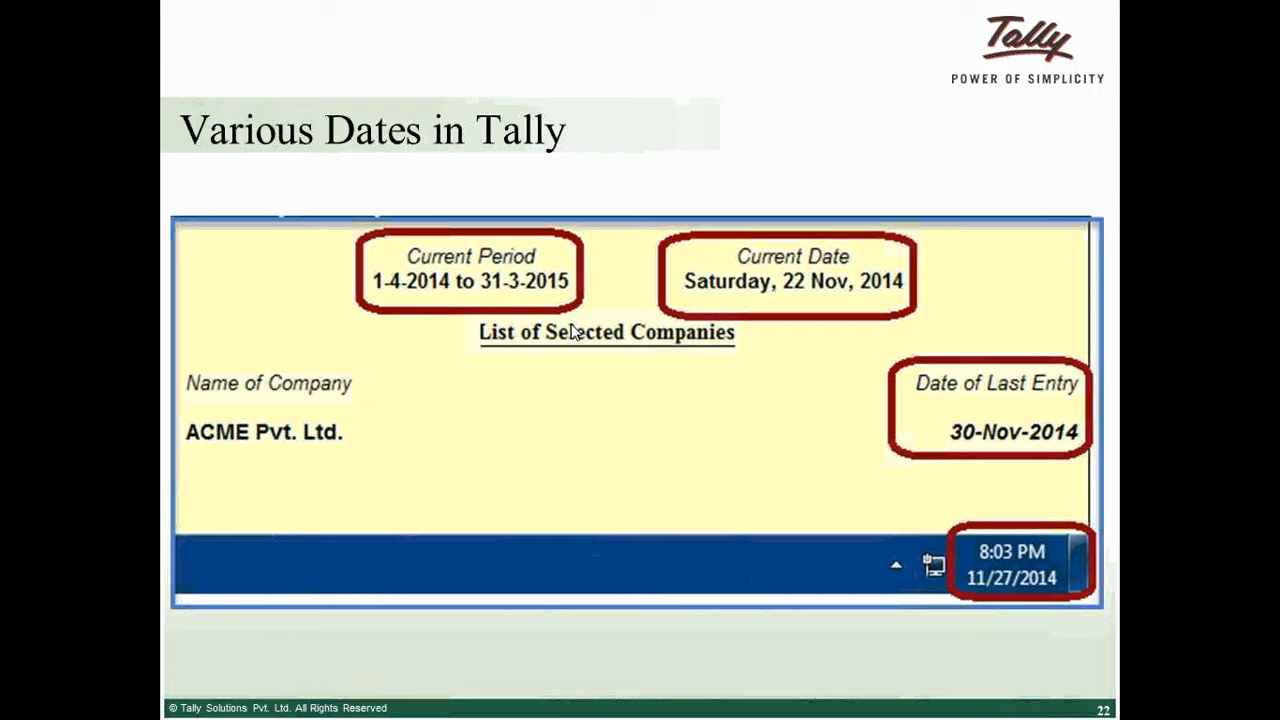 Tally
POWER OF SIMPLICITY
Various Dates in Tally
Current Period
1-4-2014 to 31-3-2015
Current Date
Saturday, 22 Nov, 2014
List of Selected Companies
Name of Company
Date of Last Entry
ACME Pvt. Ltd.
30-Nov-2014
8:03 PM
11/27/2014
© Tally Solutions Pvt. Ltd. All Rights Reserved
22